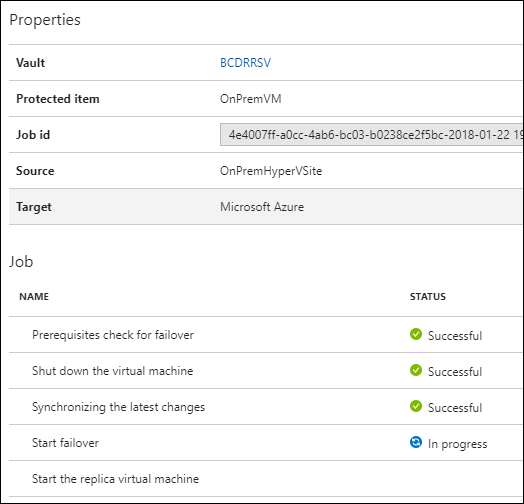 Properties
Vault BCDRRSV
Protected item OnPremVM
Job id 4e4007ff-a0cc-4ab6-bc03-b0238ce2f5bc-2018-01-22 19
Source OnPremHyperVSite
Target Microsoft Azure
Job
NAME STATUS
Prerequisites check for failover Successful
Shut down the virtual machine Successful
Synchronizing the latest changes Successful
Start failover In progress
Start the replica virtual machine